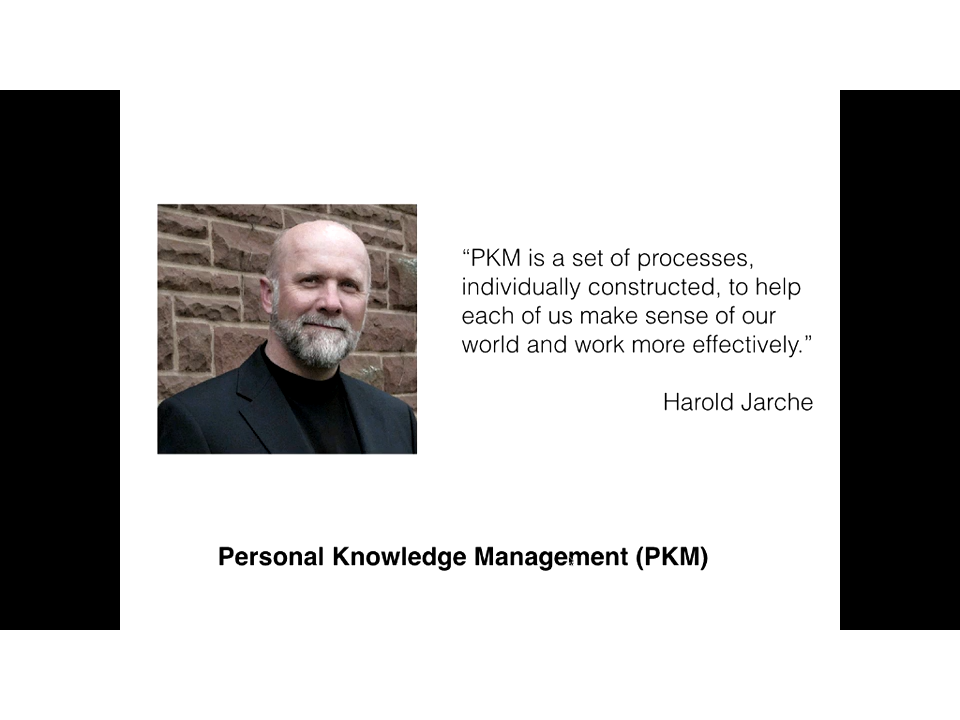 “PKM is a set of processes,
individually constructed, to help
each of us make sense of our
world and work more effectively.”
Harold Jarche
Personal Knowledge Management (PKM)